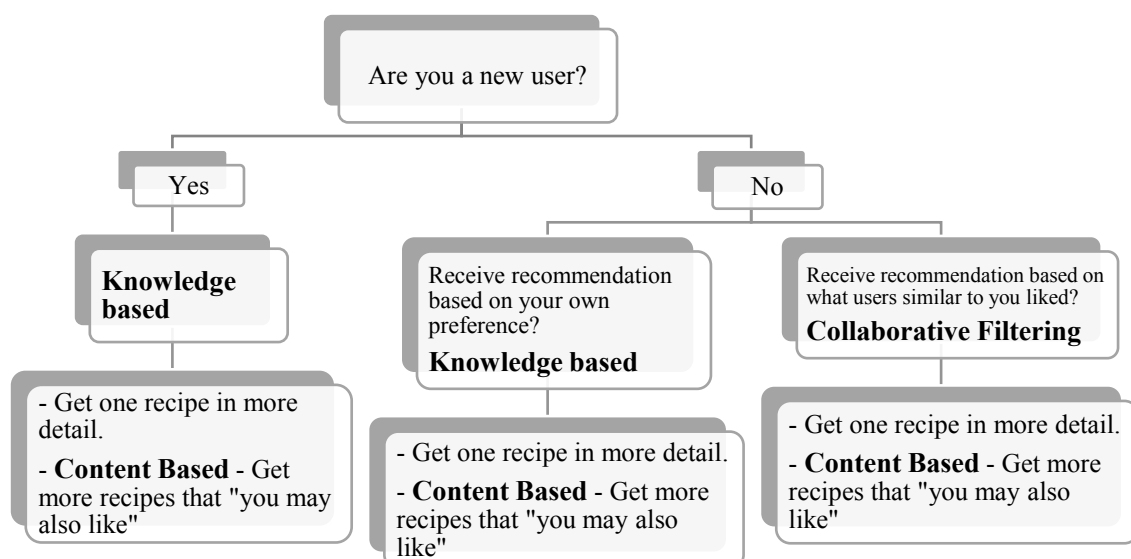 Are you a new user?
Yes
No
Knowledge
based
Receive recommendation
based on your own
preference?
Knowledge based
Receive recommendation based on
what users similar to you liked?
Collaborative Filtering
- Get one recipe in more
detail.
- Content Based - Get
more recipes that "you may
also like"
- Get one recipe in more detail.
- Content Based - Get more
recipes that "you may also
like"
- Get one recipe in more detail.
- Content Based - Get more
recipes that "you may also
like"